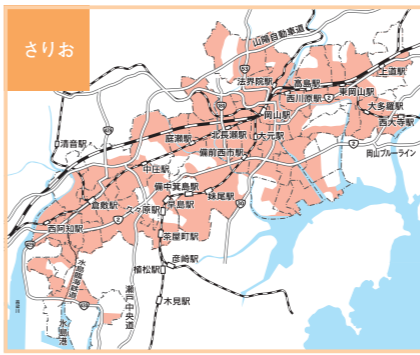 さりお
山陽自動車道
上道駅
法界院駅
高島駅
東岡山駅
西川原駅
大多羅駅
岡山駅
西大寺駅
北長瀬駅
大元駅
庭瀬駅
清音駅
備前西市駅
岡山ブルーライン
中庄駅
備中箕島駅
妹尾駅
早島駅
久々原駅
倉敷駅
西阿知駅
茶屋町駅
彦崎駅
植松駅
水島臨海鉄道
瀬戸中央道
木見駅
水島港
2
2
2
30